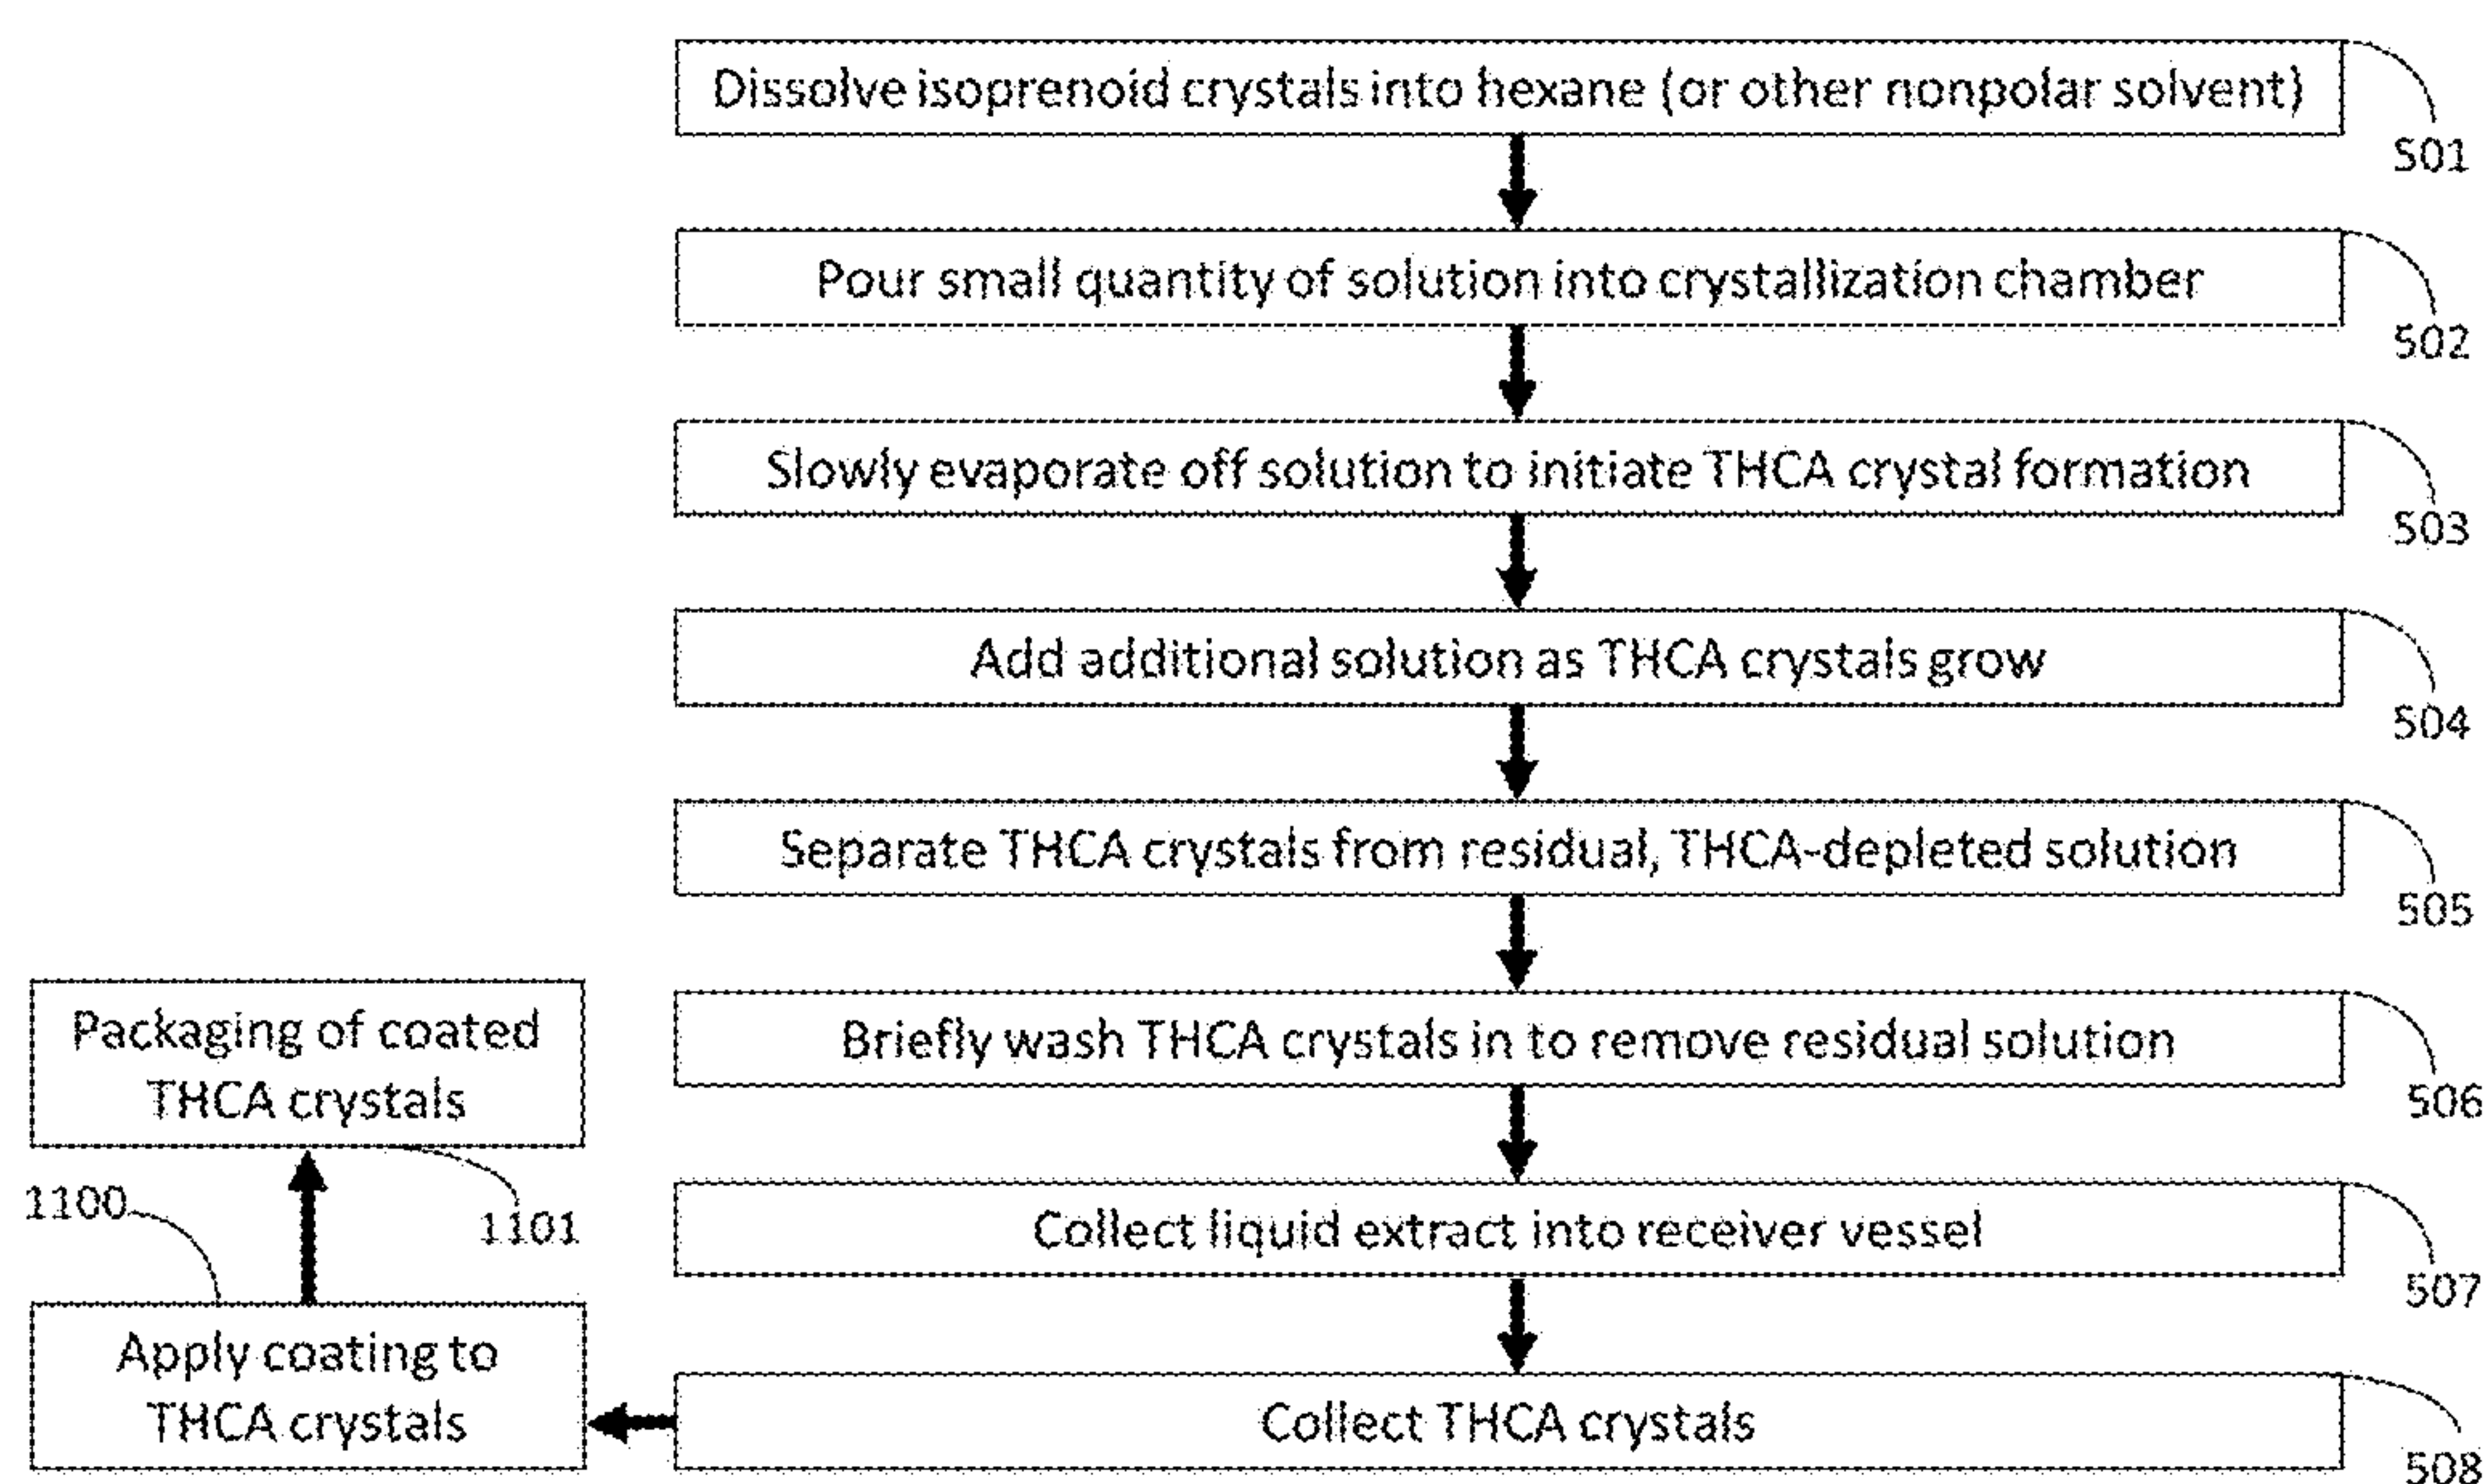 Dissolve isoprenoid crystals into hexane (or other nonpolar solvent)
501
Pour small quantity of solution into crystallization chamber
502
Slowly evaporate off solution to initiate THCA crystal formation
503
Add additional solution as THCA crystals grow
504
Separate THCA crystals from residual, THCA-depleted solution
505
Briefly wash THCA crystals in to remove residual solution
506
Collect liquid extract into receiver vessel
507
Collect THCA crystals
508
Apply coating to
THCA crystals
1100
Packaging of coated
THCA crystals
1101